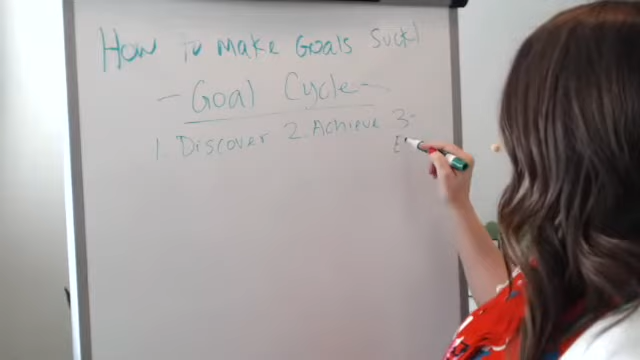 How To Make Goals Suck!
- Goal Cycle -
1. Discover 2. Achieve 3.
E